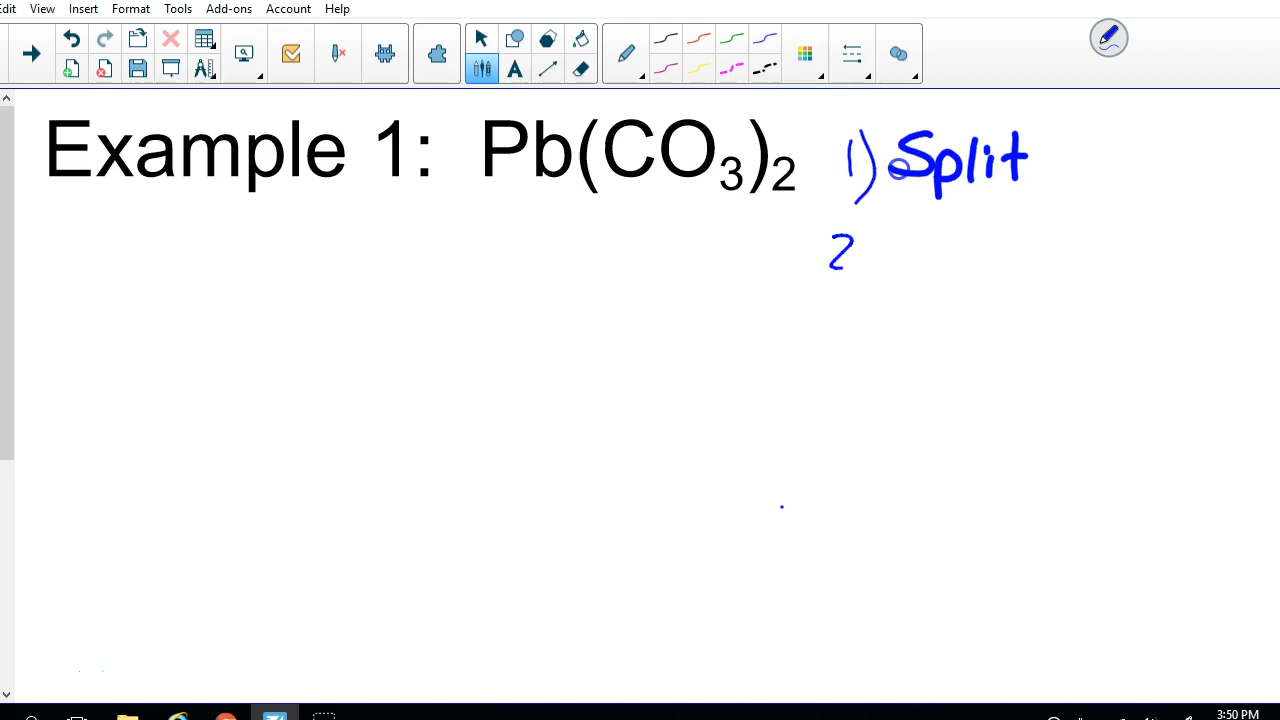 Edit View Insert Format Tools Add-ons Account Help
A
Example 1: Pb(CO₃)₂ 1) Split
2
3:50 PM